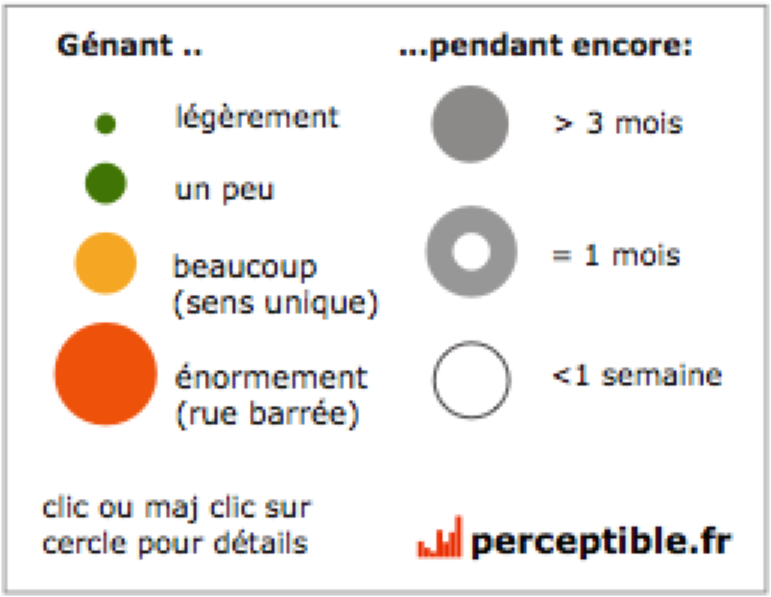 Génant ..
...pendant encore:
légèrement
> 3 mois
un peu
beaucoup
(sens unique)
= 1 mois
énormement
(rue barrée)
<1 semaine
clic ou maj clic sur
cercle pour détails
perceptible.fr